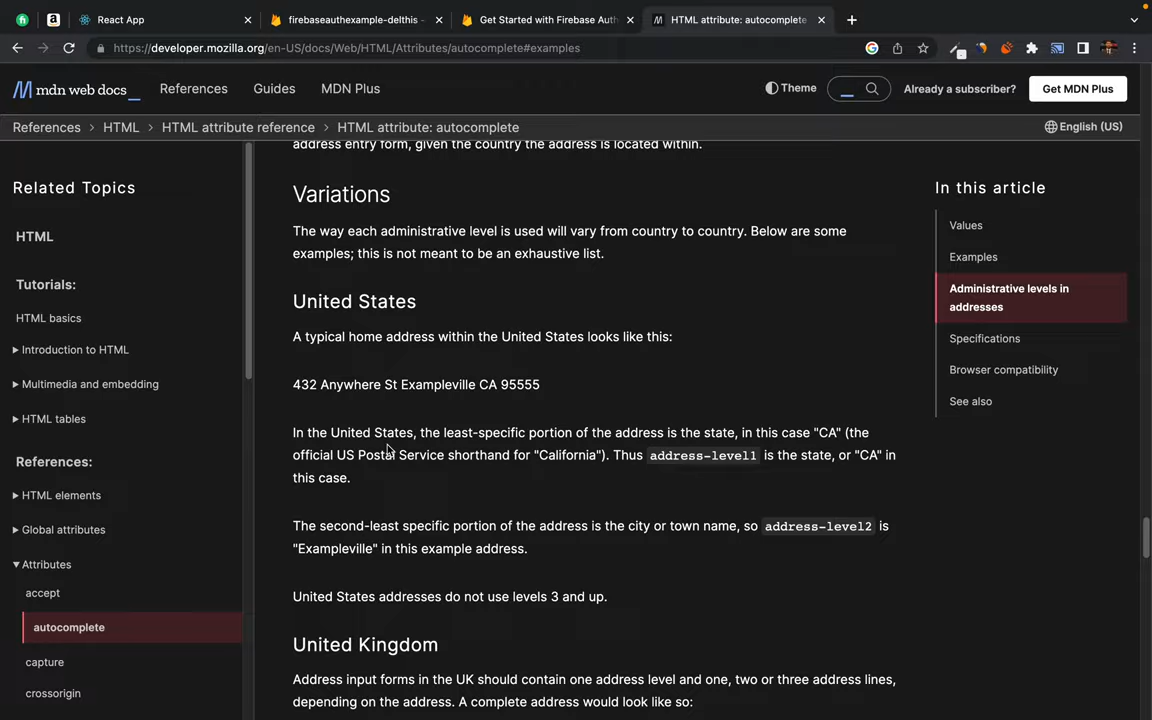 React App
firebaseauthexample-delthis -
Get Started with Firebase Auth
HTML attribute: autocomplete
https://developer.mozilla.org/en-US/docs/Web/HTML/Attributes/autocomplete#examples
mdn web docs_
References
Guides
MDN Plus
Theme
Already a subscriber?
Get MDN Plus
References > HTML > HTML attribute reference > HTML attribute: autocomplete
English (US)
Related Topics
HTML
Tutorials:
HTML basics
Introduction to HTML
Multimedia and embedding
HTML tables
References:
HTML elements
Global attributes
Attributes
accept
autocomplete
capture
crossorigin
address entry form, given the country the address is located within.
Variations
The way each administrative level is used will vary from country to country. Below are some
examples; this is not meant to be an exhaustive list.
United States
A typical home address within the United States looks like this:
432 Anywhere St Exampleville CA 95555
In the United States, the least-specific portion of the address is the state, in this case "CA" (the
official US Postal Service shorthand for "California"). Thus address-level1 is the state, or "CA" in
this case.
The second-least specific portion of the address is the city or town name, so address-level2 is
"Exampleville" in this example address.
United States addresses do not use levels 3 and up.
United Kingdom
Address input forms in the UK should contain one address level and one, two or three address lines,
depending on the address. A complete address would look like so:
In this article
Values
Examples
Administrative levels in
addresses
Specifications
Browser compatibility
See also